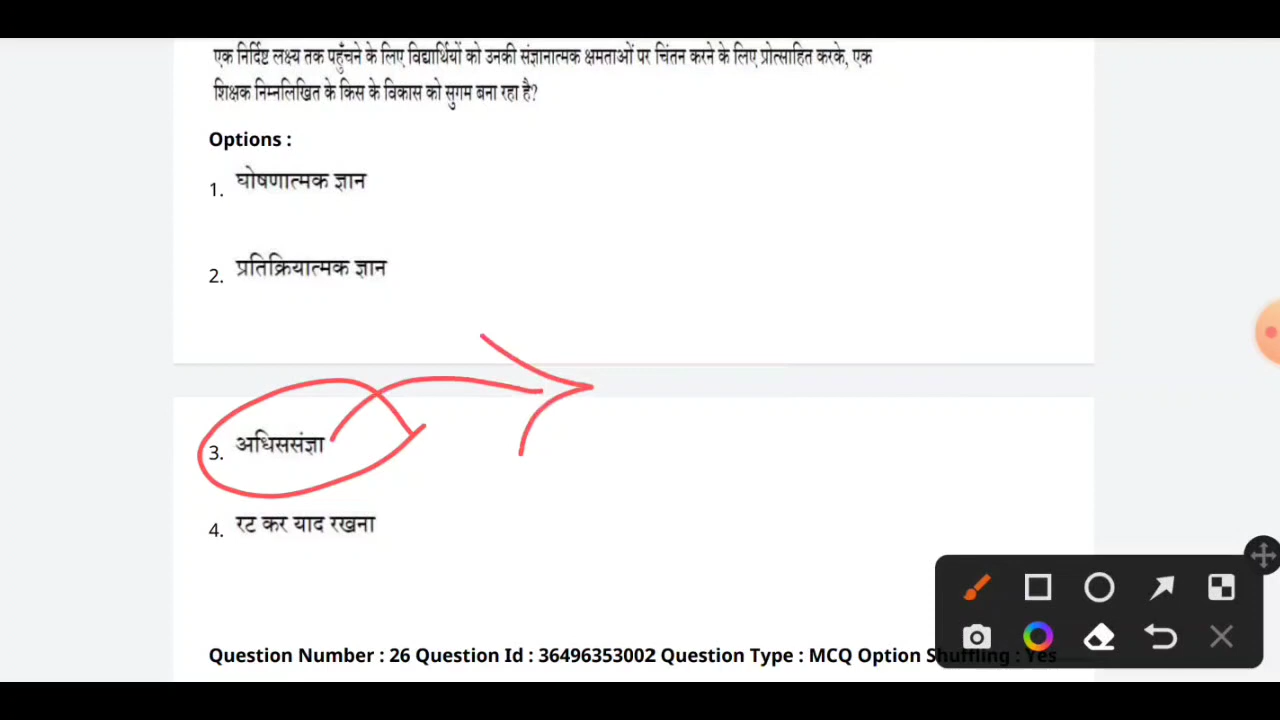 एक निर्दिष्ट लक्ष्य तक पहुँचने के लिए विद्यार्थियों को उनकी संज्ञानात्मक क्षमताओं पर चिंतन करने के लिए प्रोत्साहित करके, एक
शिक्षक निम्नलिखित के किस के विकास को सुगम बना रहा है?
Options :
1. घोषणात्मक ज्ञान
2. प्रतिक्रियात्मक ज्ञान
3. अधिससंज्ञा
4. रट कर याद रखना
Question Number : 26 Question Id : 36496353002 Question Type : MCQ Option Shuffling : Yes